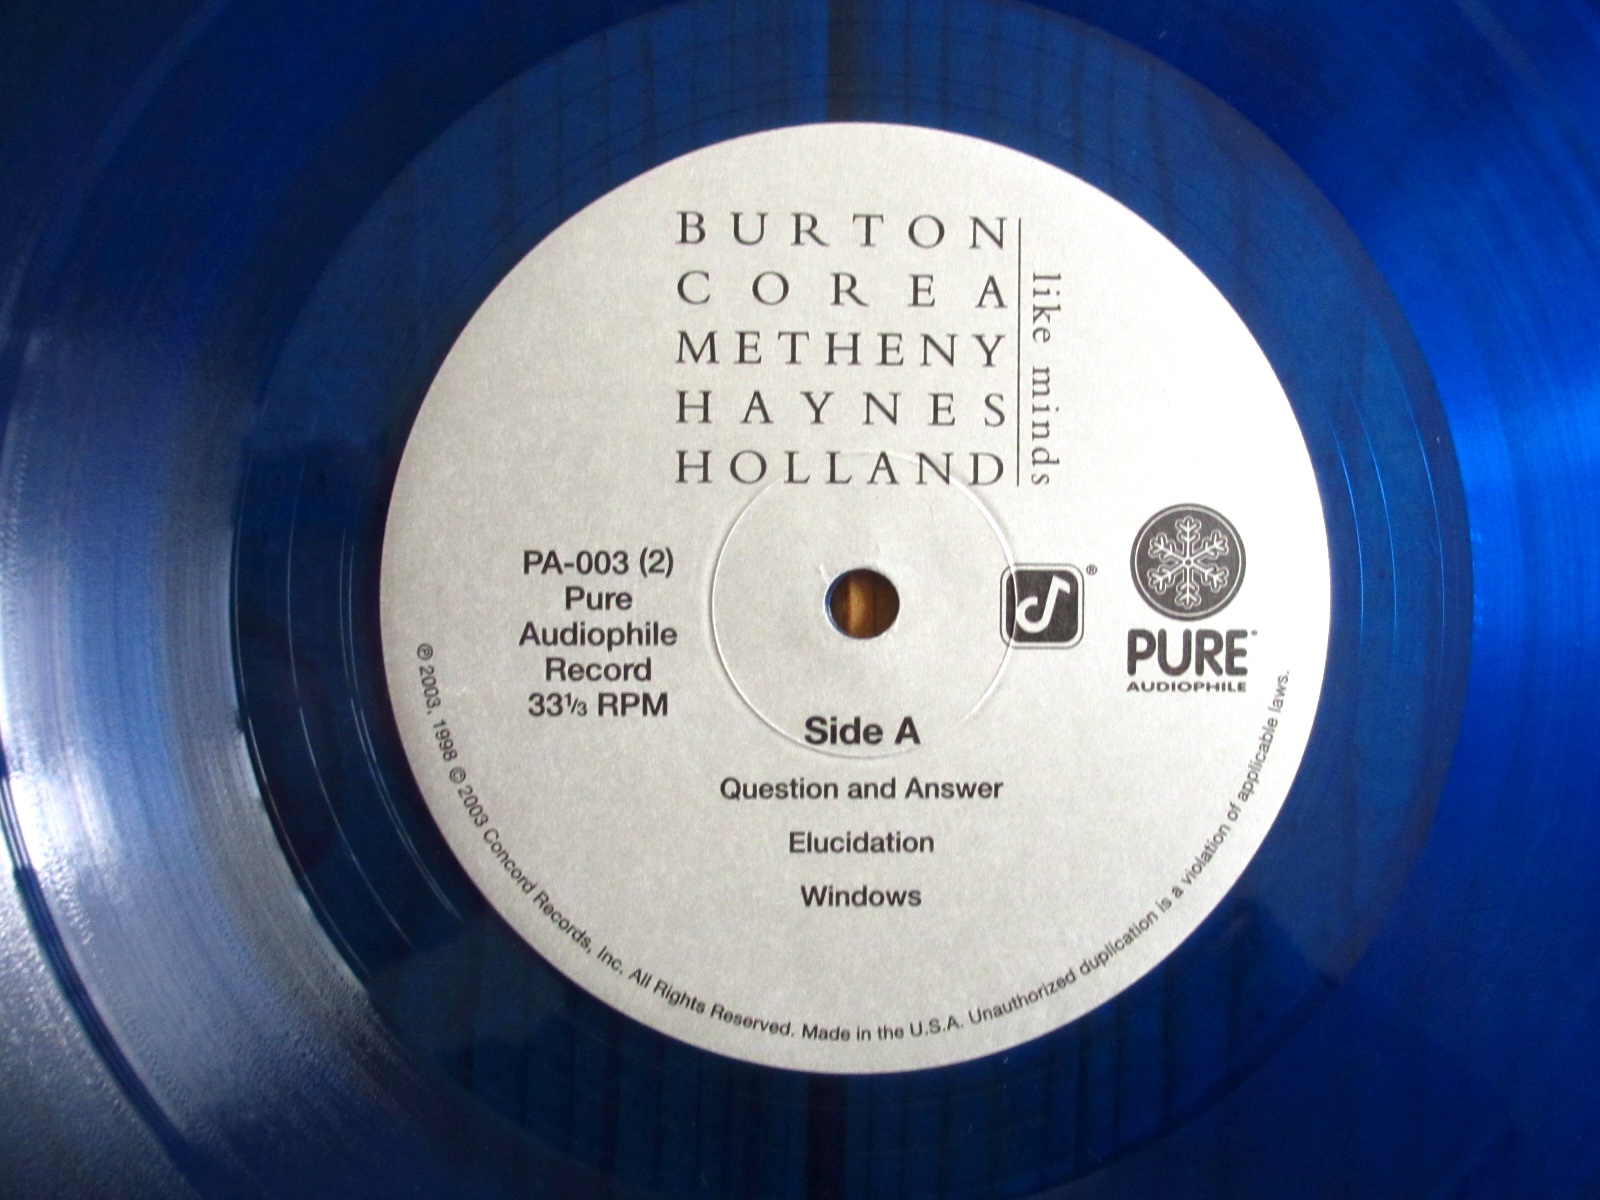 BURTON
COREA
METHENY
HAYNES
HOLLAND
like minds
PA-003 (2)
Pure
Audiophile
Record
33⅓ RPM
®
PURE
AUDIOPHILE
Side A
Question and Answer
Elucidation
Windows
℗ 2003, 1998 © 2003 Concord Records, Inc. All Rights Reserved. Made in the U.S.A. Unauthorized duplication is a violation of applicable laws.